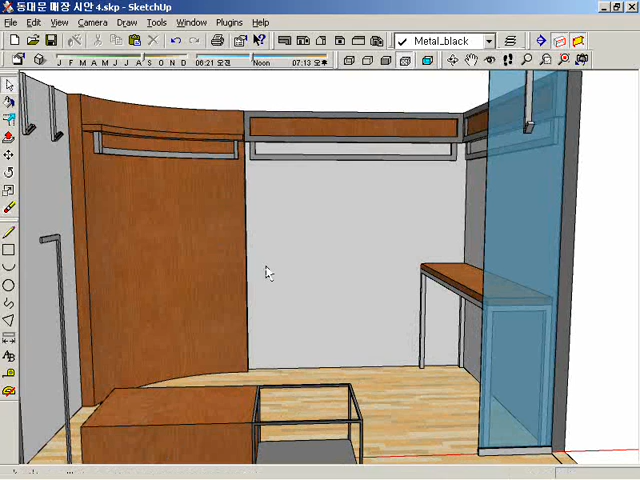 동대문 매장 시안4.skp - SketchUp
File Edit View Camera Draw Tools Window Plugins Help
Metal_black
J F M A M J J A S O N D 06:21 오전 Noon 07:13 오후